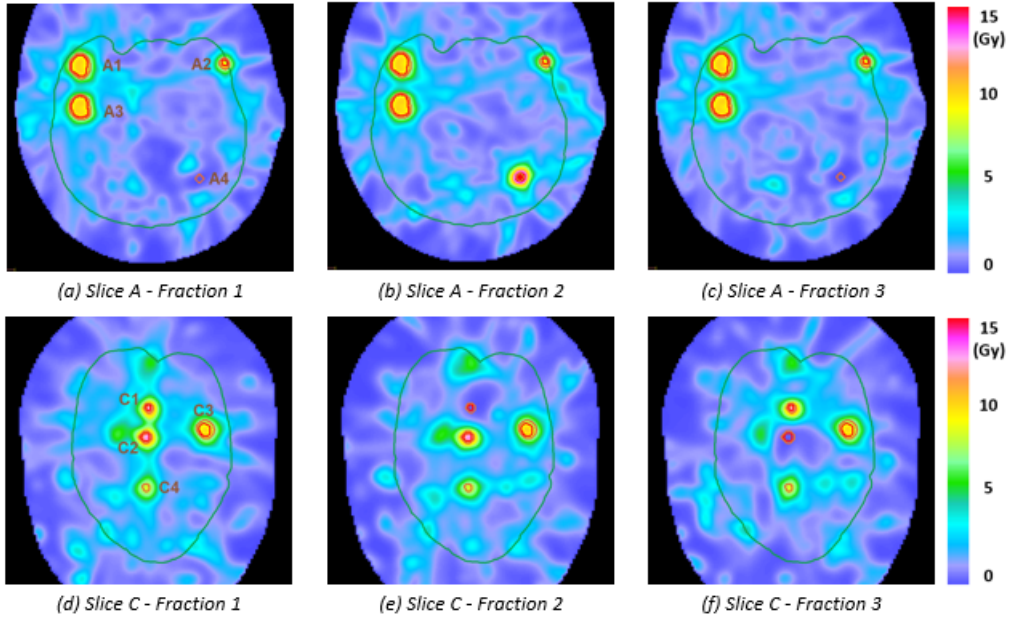 A1
A2
A3
A4
15
(Gy)
10
5
0
(a) Slice A - Fraction 1
(b) Slice A - Fraction 2
(c) Slice A - Fraction 3
C1
C3
C2
C4
15
(Gy)
10
5
0
(d) Slice C - Fraction 1
(e) Slice C - Fraction 2
(f) Slice C - Fraction 3